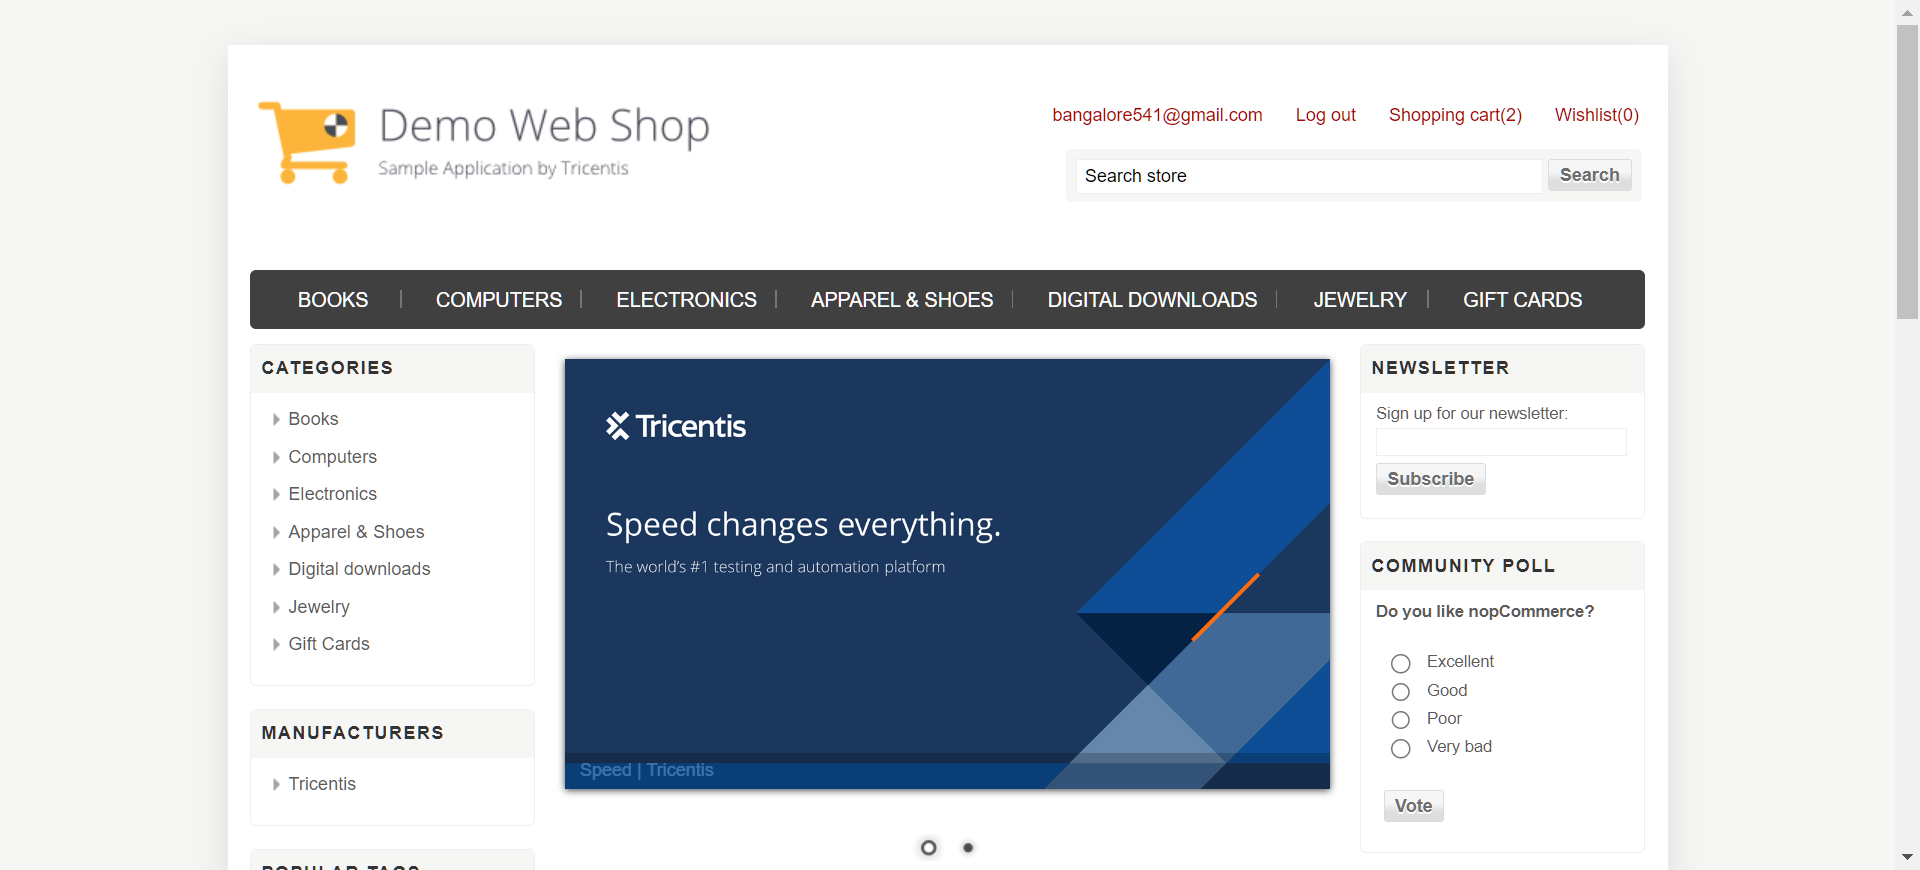 Demo Web Shop
Sample Application by Tricentis
bangalore541@gmail.com Log out Shopping cart(2) Wishlist(0)
Search store Search
BOOKS COMPUTERS ELECTRONICS APPAREL & SHOES DIGITAL DOWNLOADS JEWELRY GIFT CARDS
CATEGORIES
Books
Computers
Electronics
Apparel & Shoes
Digital downloads
Jewelry
Gift Cards
MANUFACTURERS
Tricentis
POPULAR TAGS
Tricentis
Speed changes everything.
The world's #1 testing and automation platform
Speed | Tricentis
NEWSLETTER
Sign up for our newsletter:
Subscribe
COMMUNITY POLL
Do you like nopCommerce?
Excellent
Good
Poor
Very bad
Vote